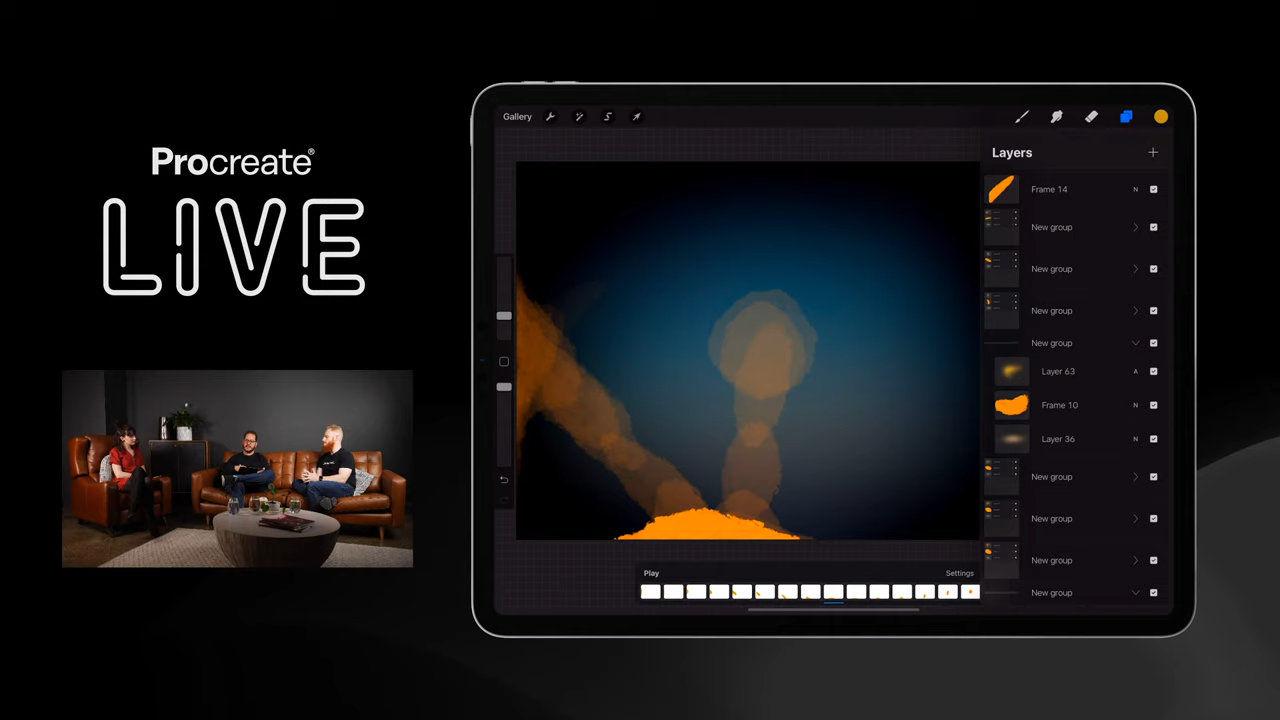 Procreate®
LIVE
Gallery
Layers
Frame 14
N
New group
New group
New group
New group
Layer 63
A
Frame 10
N
Layer 36
N
New group
New group
New group
New group
Play
Settings